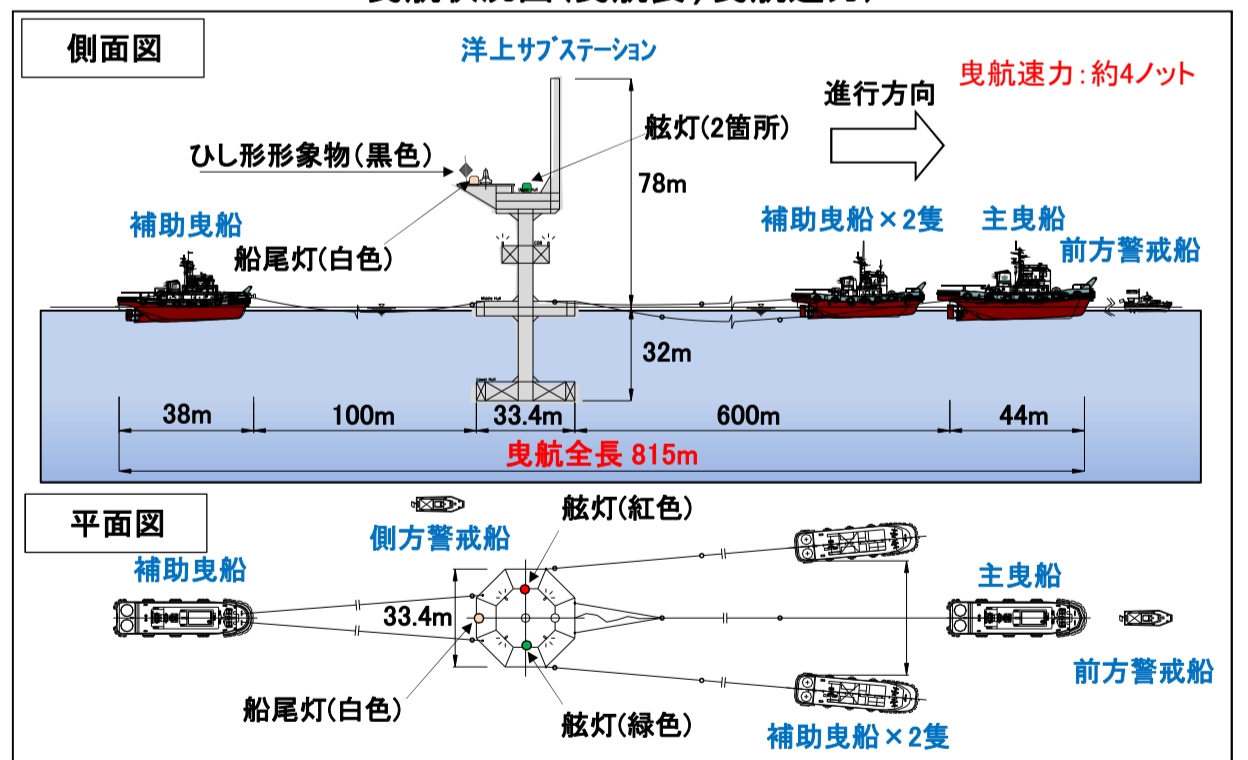 側面図
洋上サブステーション
曳航速力:約4ノット
進行方向
舷灯(2箇所)
ひし形形象物(黒色)
78m
補助曳船
船尾灯(白色)
補助曳船×2隻
主曳船
前方警戒船
Middle Hull
32m
Lower Hull
38m
100m
33.4m
600m
44m
曳航全長 815m
平面図
側方警戒船
舷灯(紅色)
補助曳船
33.4m
主曳船
船尾灯(白色)
舷灯(緑色)
補助曳船×2隻
前方警戒船